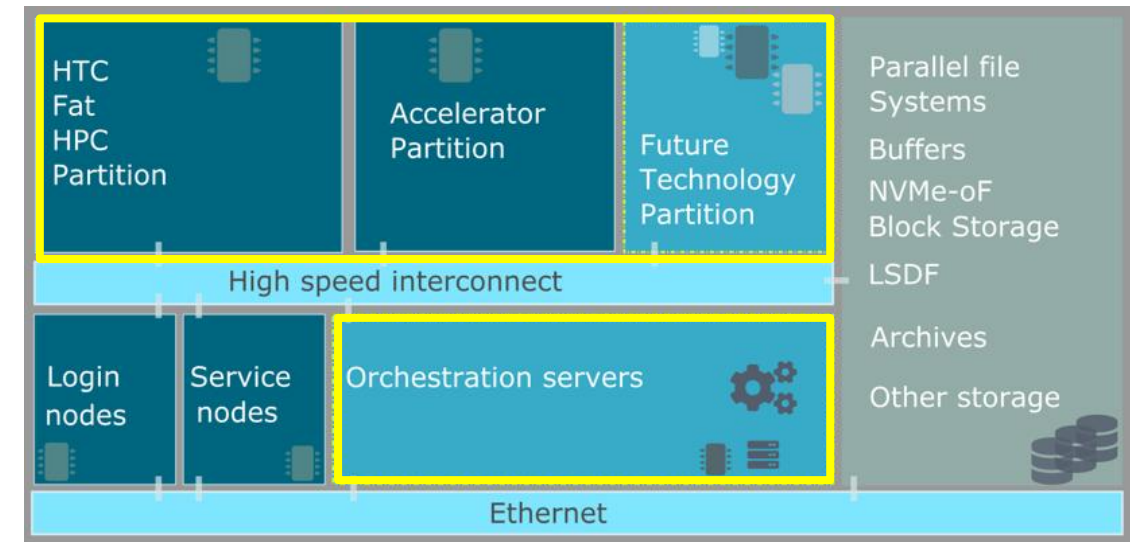 HTC
Fat
HPC
Partition
Accelerator
Partition
Future
Technology
Partition
High speed interconnect
Login
nodes
Service
nodes
Orchestration servers
Ethernet
Parallel file
Systems
Buffers
NVMe-oF
Block Storage
LSDF
Archives
Other storage